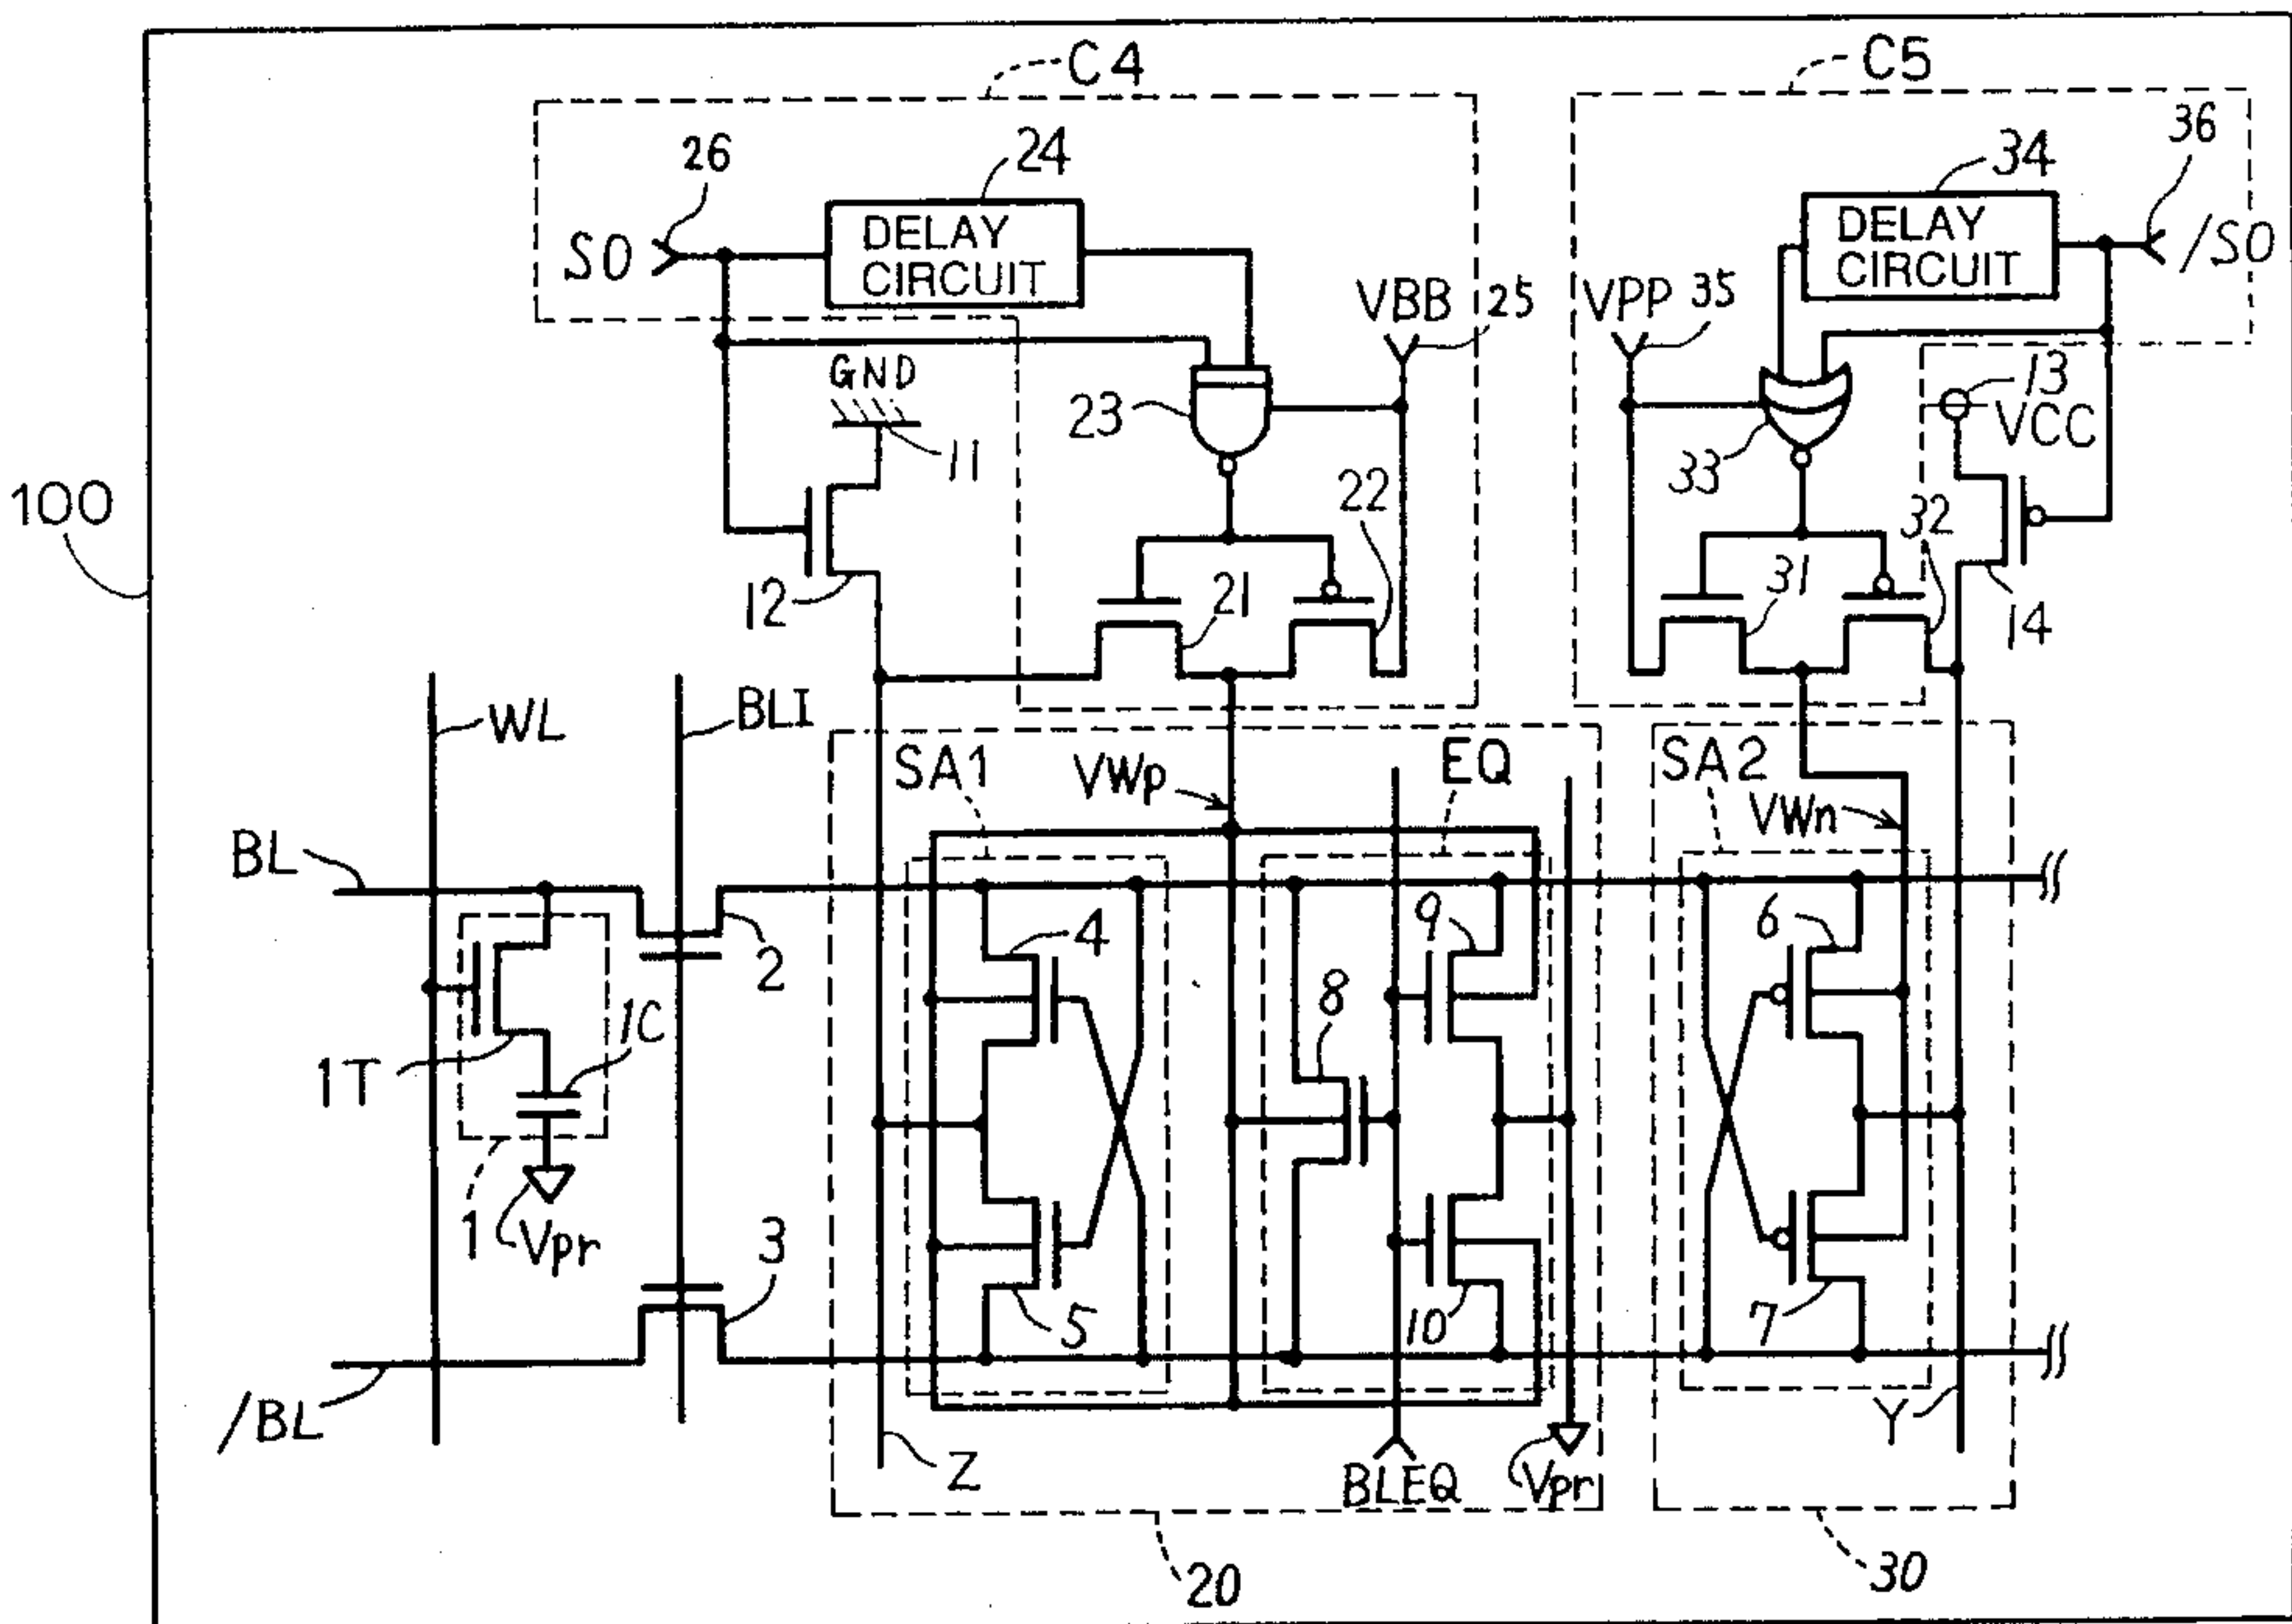 C4
C5
26
24
34
36
SO
DELAY CIRCUIT
DELAY CIRCUIT
/SO
VBB 25
VPP 35
GND
11
23
33
13
VCC
100
22
32
12
21
31
14
WL
BLI
SA1
VWp
EQ
SA2
VWn
BL
4
9
6
2
8
1C
1T
1
Vpr
3
5
10
7
/BL
Z
BLEQ
Vpr
Y
20
30